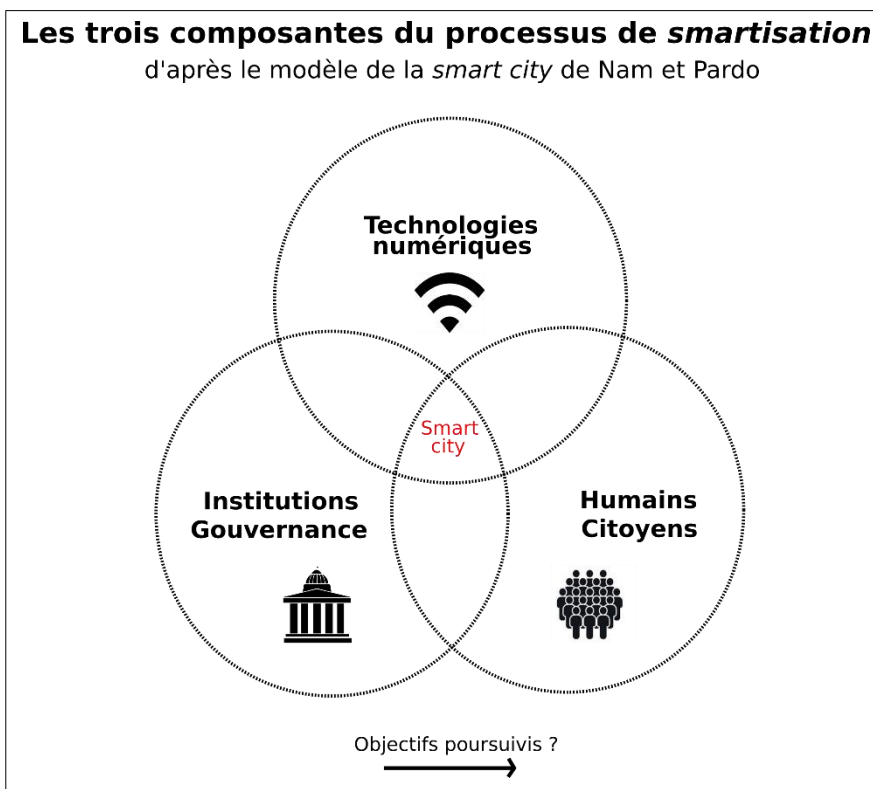 Les trois composantes du processus de smartisation
d'après le modèle de la smart city de Nam et Pardo
Technologies
numériques
Smart
city
Institutions
Gouvernance
Humains
Citoyens
Objectifs poursuivis ?